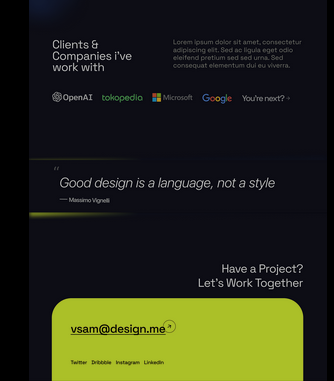 Clients &
Companies i've
work with
Lorem ipsum dolor sit amet, consectetur
adipiscing elit. Sed ac ligula eget odio
eleifend pretium sed sed urna. Sed
consequat elementum dui eu viverra.
OpenAI tokopedia Microsoft Google You're next?
"
Good design is a language, not a style
— Massimo Vignelli
Have a Project?
Let's Work Together
vsam@design.me
Twitter Dribbble Instagram LinkedIn